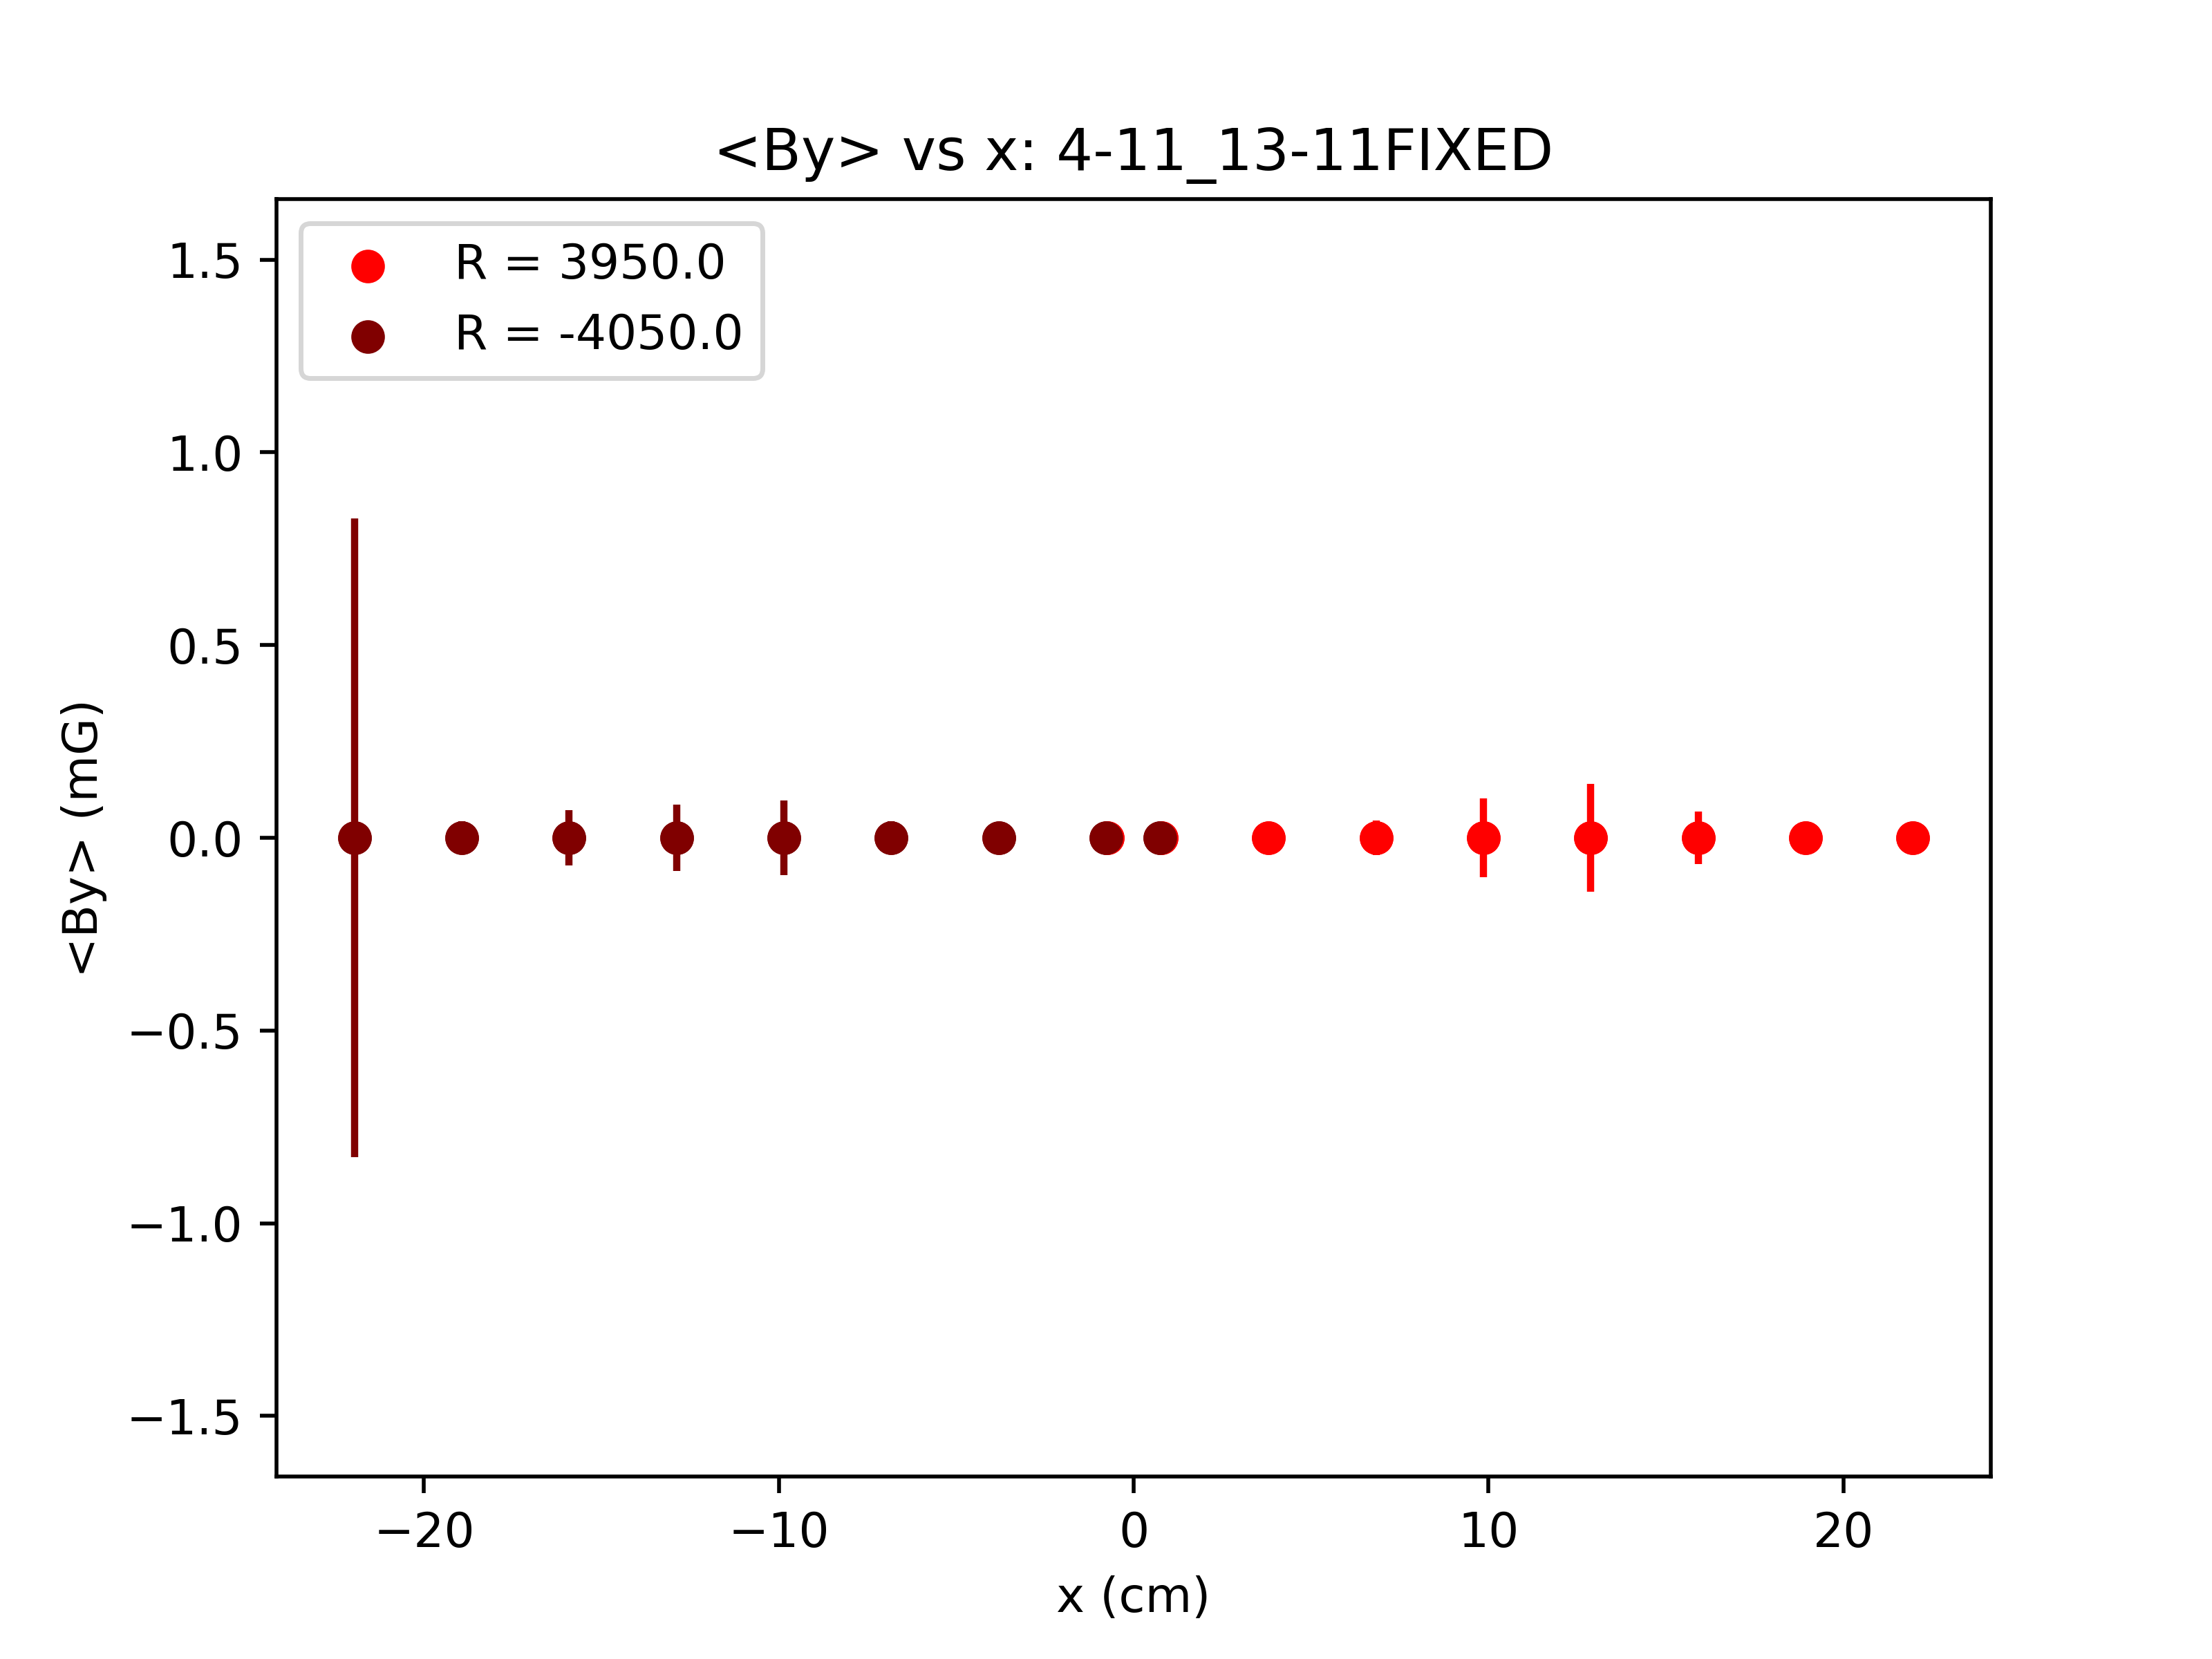 <By> vs x: 4-11_13-11FIXED
R = 3950.0
R = -4050.0
1.5
1.0
0.5
0.0
−0.5
−1.0
−1.5
<By> (mG)
−20
−10
0
10
20
x (cm)